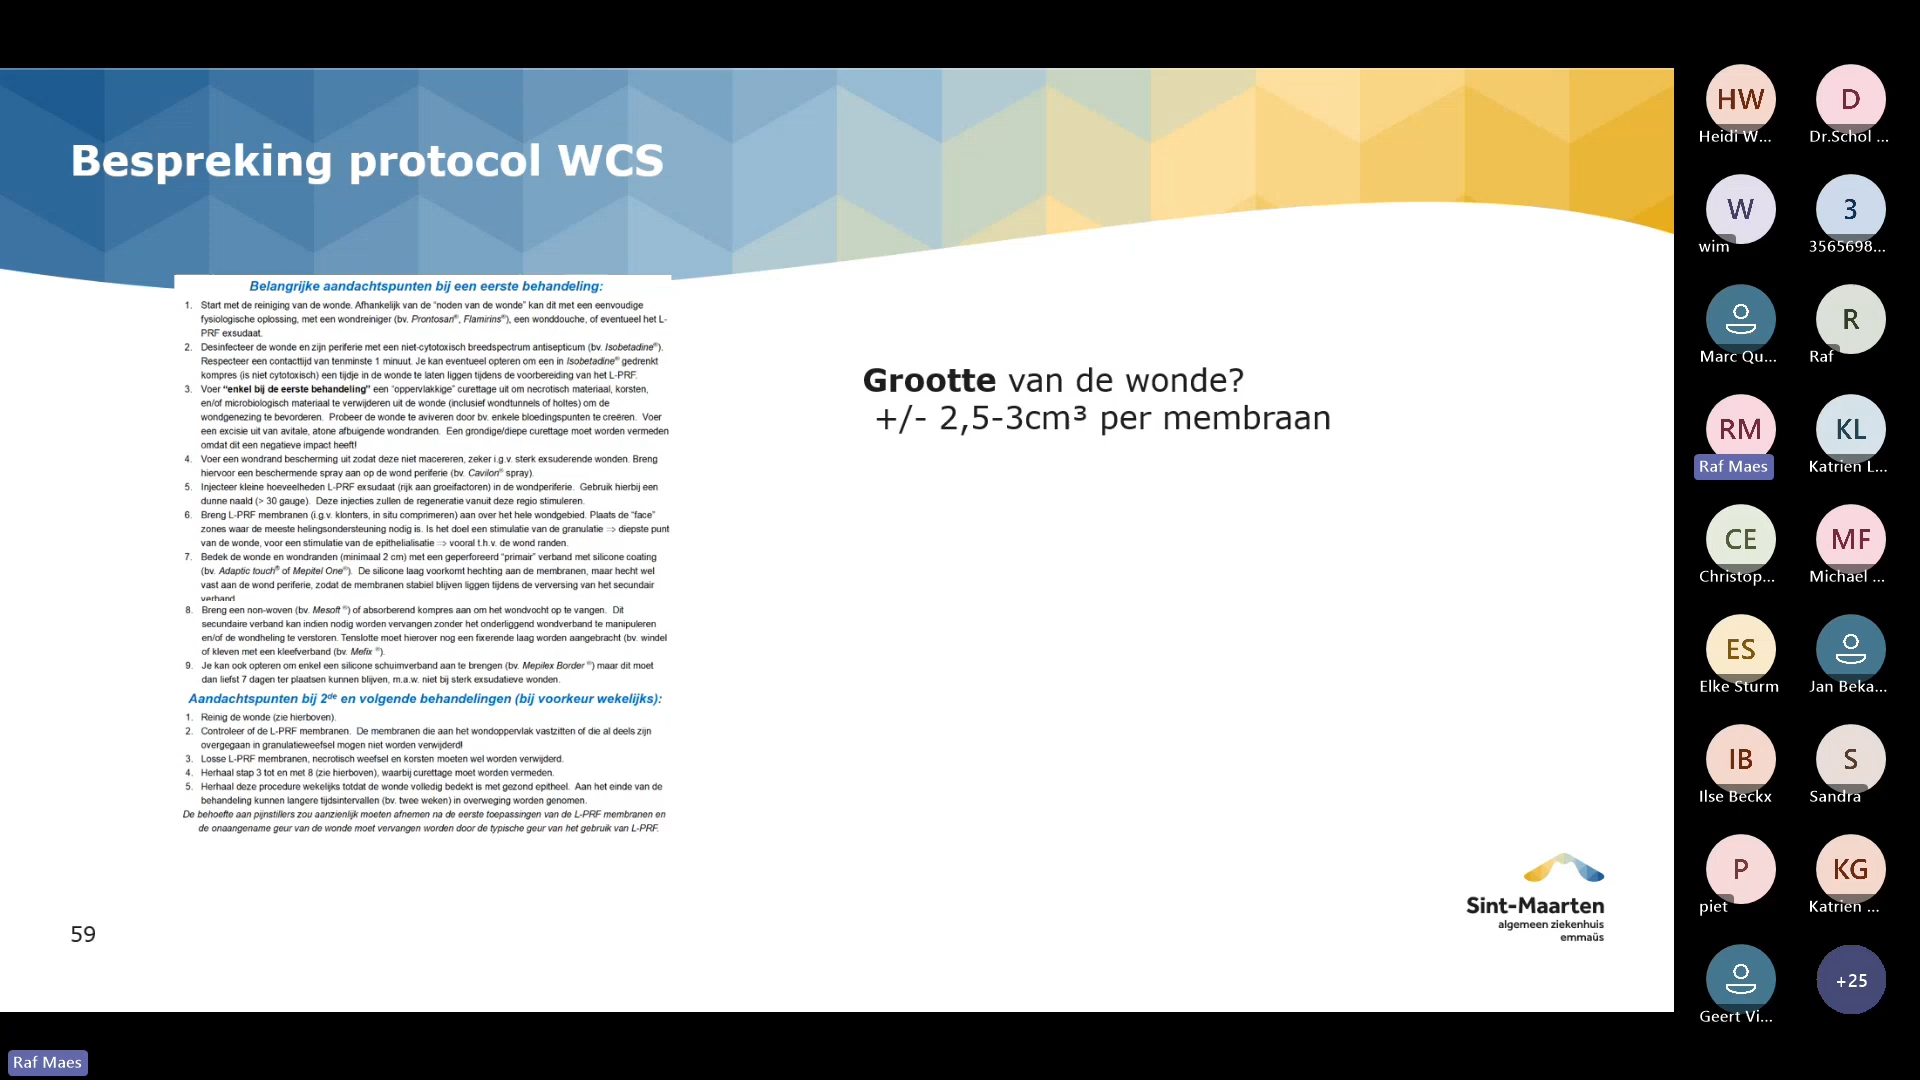 Bespreking protocol WCS
Belangrijke aandachtspunten bij een eerste behandeling:
1. Start met de reiniging van de wonde. Afhankelijk van de "noden van de wonde" kan dit met een eenvoudige
fysiologische oplossing, met een wondreiniger (bv. Prontosan®, Flamirins®), een wonddouche, of eventueel het L-
PRF exsudaat.
2. Desinfecteer de wonde en zijn periferie met een niet-cytotoxisch breedspectrum antisepticum (bv. Isobetadine®).
Respecteer een contacttijd van tenminste 1 minuut. Je kan eventueel opteren om een in Isobetadine® gedrenkt
kompres (is niet cytotoxisch) een tijdje in de wonde te laten liggen tijdens de voorbereiding van het L-PRF.
3. Voer "enkel bij de eerste behandeling" een "oppervlakkige" curettage uit om necrotisch materiaal, korsten,
en/of microbiologisch materiaal te verwijderen uit de wonde (inclusief wondtunnels of holtes) om de
wondgenezing te bevorderen. Probeer de wonde te aviveren door bv. enkele bloedingspunten te creëren. Voer
een excisie uit van avitale, atone afbuigende wondranden. Een grondige/diepe curettage moet worden vermeden
omdat dit een negatieve impact heeft!
4. Voer een wondrand bescherming uit zodat deze niet macereren, zeker i.g.v. sterk exsuderende wonden. Breng
hiervoor een beschermende spray aan op de wond periferie (bv. Cavilon® spray).
5. Injecteer kleine hoeveelheden L-PRF exsudaat (rijk aan groeifactoren) in de wondperiferie. Gebruik hierbij een
dunne naald (> 30 gauge). Deze injecties zullen de regeneratie vanuit deze regio stimuleren.
6. Breng L-PRF membranen (i.g.v. klonters, in situ comprimeren) aan over het hele wondgebied. Plaats de "face"
zones waar de meeste helingsondersteuning nodig is. Is het doel een stimulatie van de granulatie ⇒ diepste punt
van de wonde, voor een stimulatie van de epithelialisatie ⇒ vooral t.h.v. de wond randen.
7. Bedek de wonde en wondranden (minimaal 2 cm) met een geperforeerd "primair" verband met silicone coating
(bv. Adaptic touch® of Mepitel One®). De silicone laag voorkomt hechting aan de membranen, maar hecht wel
vast aan de wond periferie, zodat de membranen stabiel blijven liggen tijdens de verversing van het secundair
verband
8. Breng een non-woven (bv. Mesoft ®) of absorberend kompres aan om het wondvocht op te vangen. Dit
secundaire verband kan indien nodig worden vervangen zonder het onderliggend wondverband te manipuleren
en/of de wondheling te verstoren. Tenslotte moet hierover nog een fixerende laag worden aangebracht (bv. windel
of kleven met een kleefverband (bv. Mefix ®).
9. Je kan ook opteren om enkel een silicone schuimverband aan te brengen (bv. Mepilex Border ®) maar dit moet
dan liefst 7 dagen ter plaatsen kunnen blijven, m.a.w. niet bij sterk exsudatieve wonden.
Aandachtspunten bij 2de en volgende behandelingen (bij voorkeur wekelijks):
1. Reinig de wonde (zie hierboven).
2. Controleer of de L-PRF membranen. De membranen die aan het wondoppervlak vastzitten of die al deels zijn
overgegaan in granulatieweefsel mogen niet worden verwijderd!
3. Losse L-PRF membranen, necrotisch weefsel en korsten moeten wel worden verwijderd.
4. Herhaal stap 3 tot en met 8 (zie hierboven), waarbij curettage moet worden vermeden.
5. Herhaal deze procedure wekelijks totdat de wonde volledig bedekt is met gezond epitheel. Aan het einde van de
behandeling kunnen langere tijdsintervallen (bv. twee weken) in overweging worden genomen.
De behoefte aan pijnstillers zou aanzienlijk moeten afnemen na de eerste toepassingen van de L-PRF membranen en
de onaangename geur van de wonde moet vervangen worden door de typische geur van het gebruik van L-PRF.
Grootte van de wonde?
+/- 2,5-3cm³ per membraan
Sint-Maarten
algemeen ziekenhuis
emmaüs
59
HW
Heidi W...
D
Dr.Schol ...
W
wim
3
3565698...
Marc Qu...
R
Raf
RM
Raf Maes
KL
Katrien L...
CE
Christop...
MF
Michael ...
ES
Elke Sturm
Jan Beka...
IB
Ilse Beckx
S
Sandra
P
piet
KG
Katrien ...
Geert Vi...
+25
Raf Maes